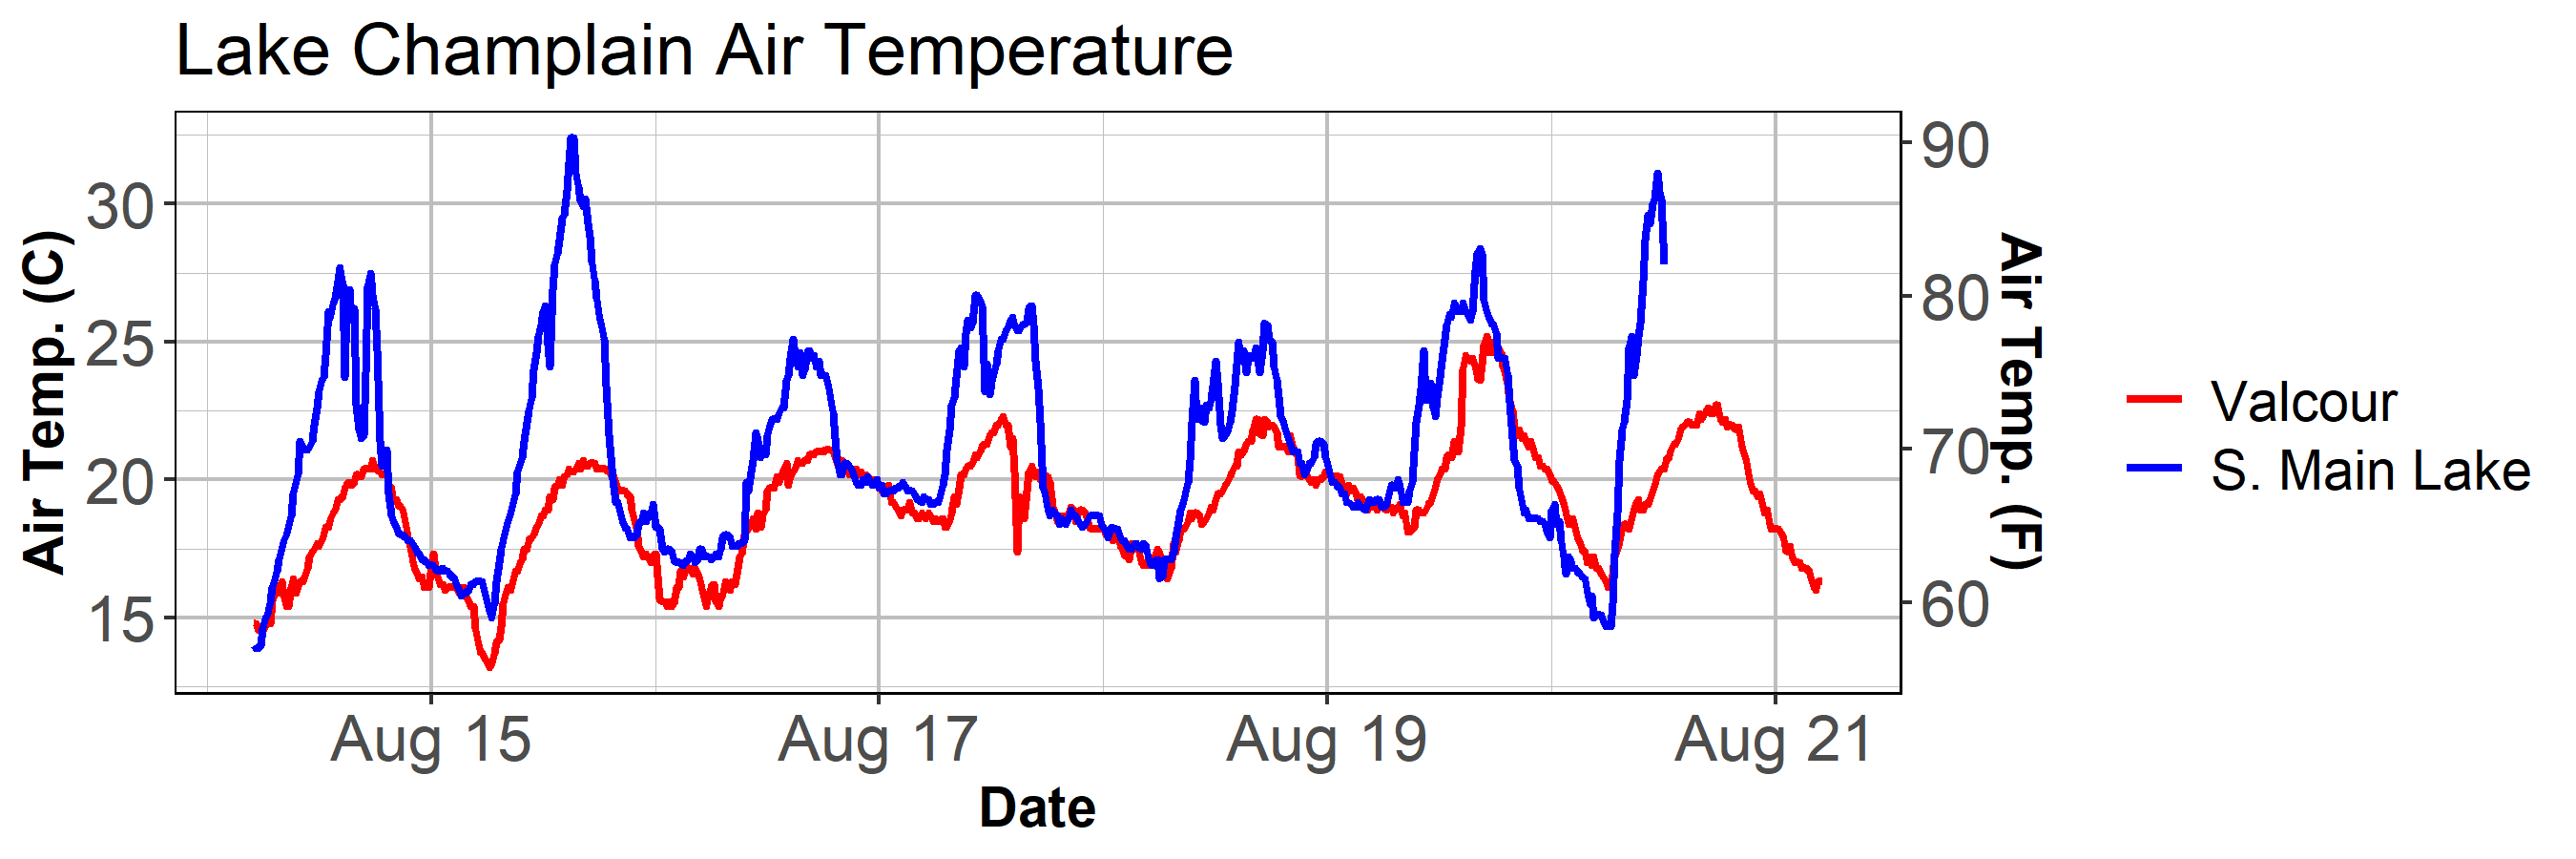 Lake Champlain Air Temperature
Air Temp. (C)
30
25
20
15
90
80
70
60
Air Temp. (F)
Aug 15
Aug 17
Aug 19
Aug 21
Date
Valcour
S. Main Lake